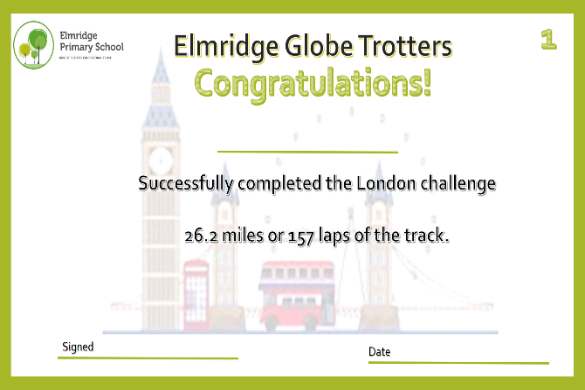 Elmridge
Primary School
Elmridge Globe Trotters
1
Congratulations!
Successfully completed the London challenge
26.2 miles or 157 laps of the track.
Signed
Date